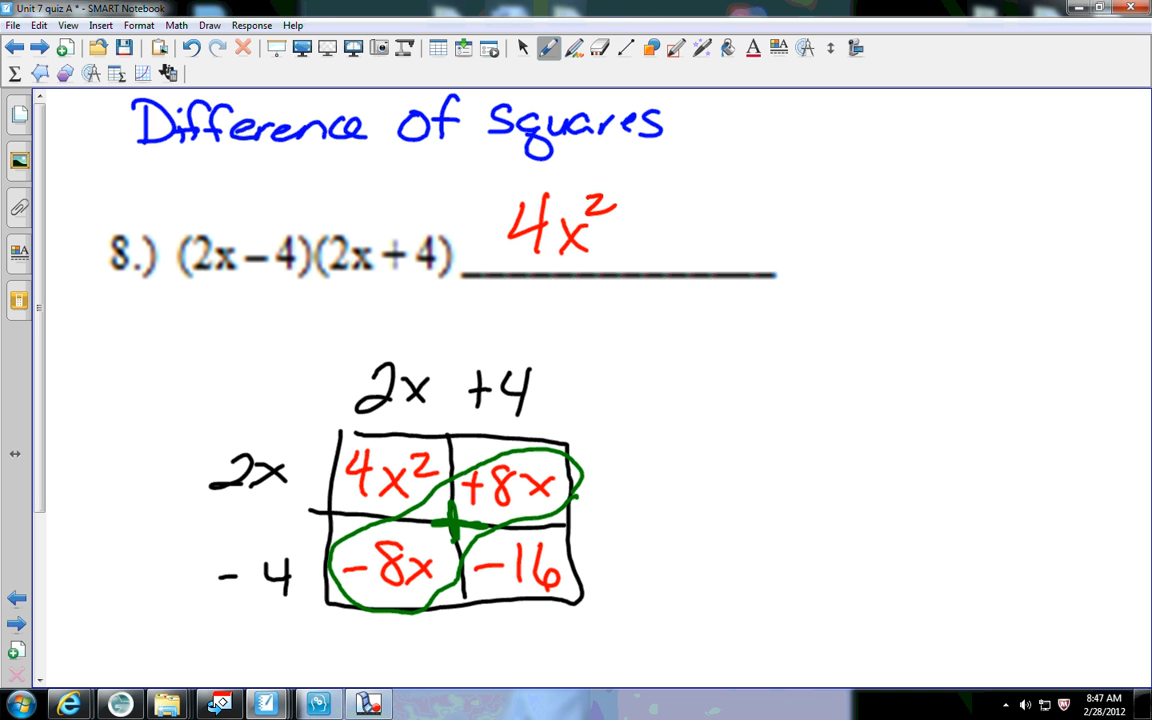 Unit 7 quiz A * - SMART Notebook
File Edit View Insert Format Math Draw Response Help
Difference of Squares
4x²
8.) (2x – 4)(2x + 4)_______________
2x +4
2x 4x² +8x
- 4 -8x -16
8:47 AM
2/28/2012